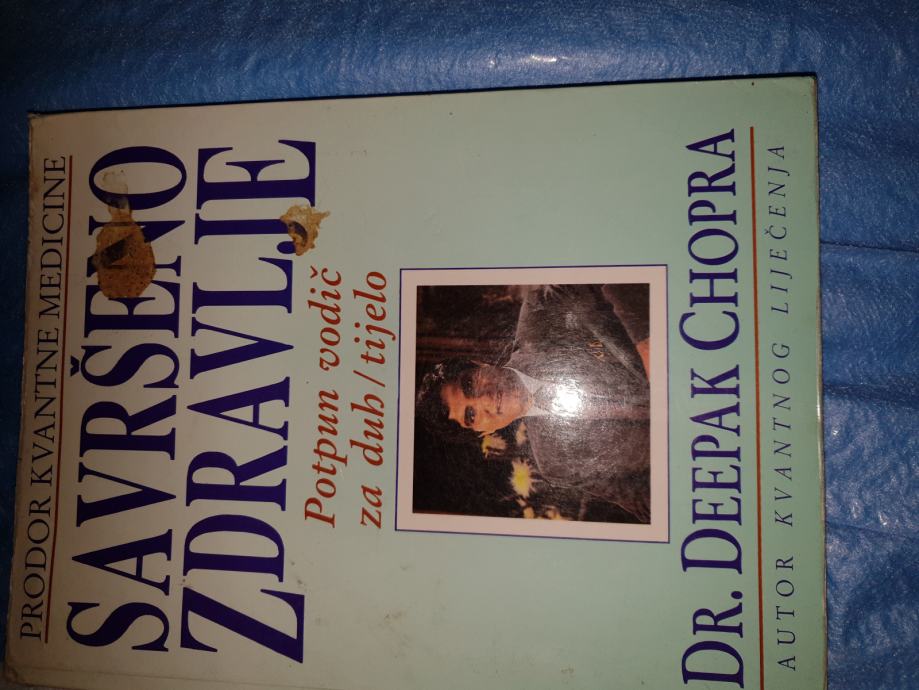 PRODOR KVANTNE MEDICINE
SAVRŠENO
ZDRAVLJE
Potpun vodič
za duh/tijelo
DR. DEEPAK CHOPRA
AUTOR KVANTNOG LIJEČENJA